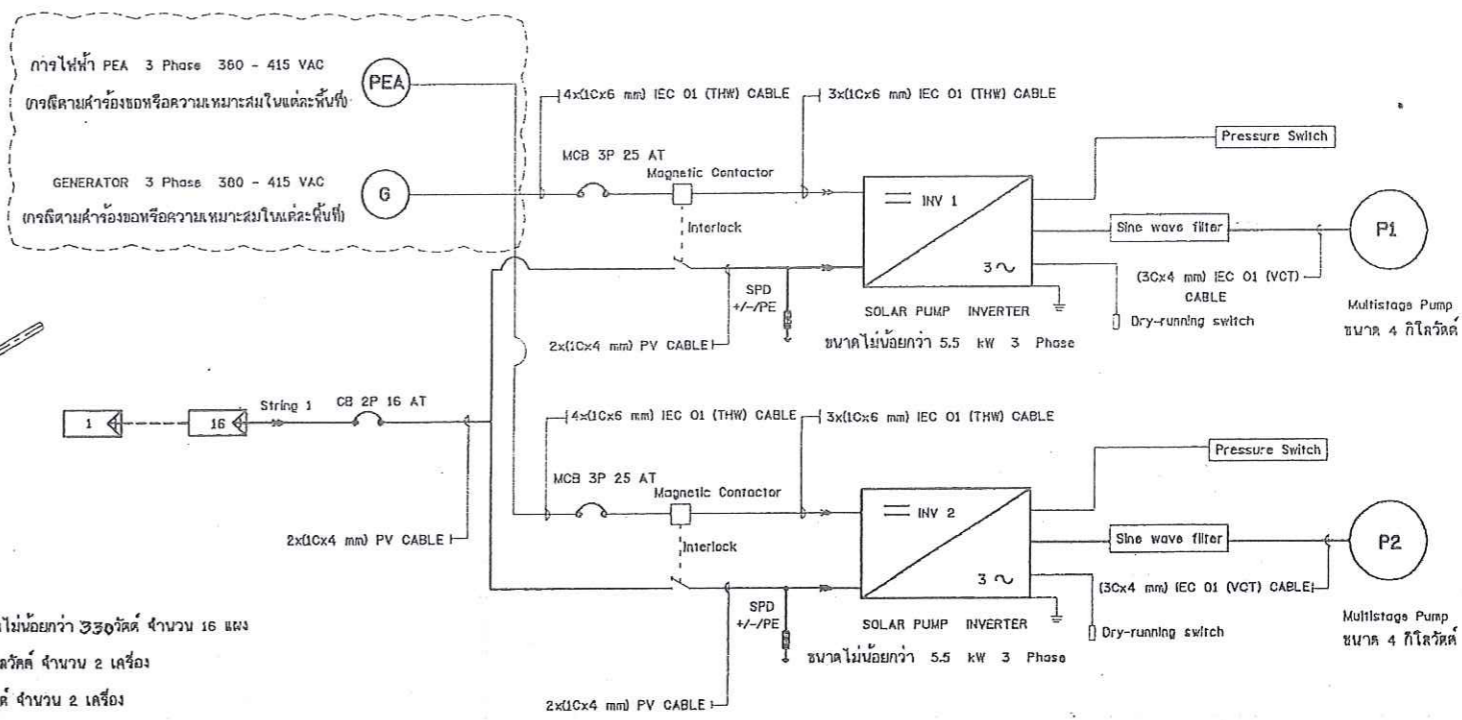 การไฟฟ้า PEA 3 Phase 380 - 415 VAC
(กรณีตามคำร้องขอหรือความเหมาะสมในแต่ละพื้นที่)
PEA
GENERATOR 3 Phase 380 - 415 VAC
(กรณีตามคำร้องขอหรือความเหมาะสมในแต่ละพื้นที่)
G
4x(1Cx6 mm) IEC 01 (THW) CABLE
3x(1Cx6 mm) IEC 01 (THW) CABLE
MCB 3P 25 AT
Magnetic Contactor
Interlock
SPD
+/-/PE
2x(1Cx4 mm) PV CABLE
INV 1
3
SOLAR PUMP INVERTER
ขนาดไม่น้อยกว่า 5.5 kW 3 Phase
Pressure Switch
Sine wave filter
P1
(3Cx4 mm) IEC 01 (VCT)
CABLE
Dry-running switch
Multistage Pump
ขนาด 4 กิโลวัตต์
1
16
String 1
CB 2P 16 AT
2x(1Cx4 mm) PV CABLE
4x(1Cx6 mm) IEC 01 (THW) CABLE
3x(1Cx6 mm) IEC 01 (THW) CABLE
MCB 3P 25 AT
Magnetic Contactor
Interlock
SPD
+/-/PE
2x(1Cx4 mm) PV CABLE
INV 2
3
SOLAR PUMP INVERTER
ขนาดไม่น้อยกว่า 5.5 kW 3 Phase
Pressure Switch
Sine wave filter
P2
(3Cx4 mm) IEC 01 (VCT) CABLE
Dry-running switch
Multistage Pump
ขนาด 4 กิโลวัตต์
ไม่น้อยกว่า 330วัตต์ จำนวน 16 แผง
จำนวน 2 เครื่อง
จำนวน 2 เครื่อง